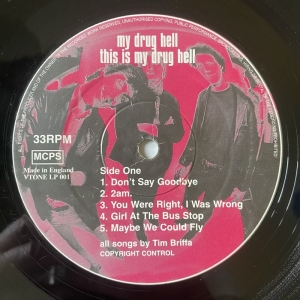 my drug hell
this is my drug hell
33RPM
MCPS
Made in England
VTONE LP 001
Side One
1. Don't Say Goodbye
2. 2am.
3. You Were Right, I Was Wrong
4. Girl At The Bus Stop
5. Maybe We Could Fly
all songs by Tim Briffa
COPYRIGHT CONTROL